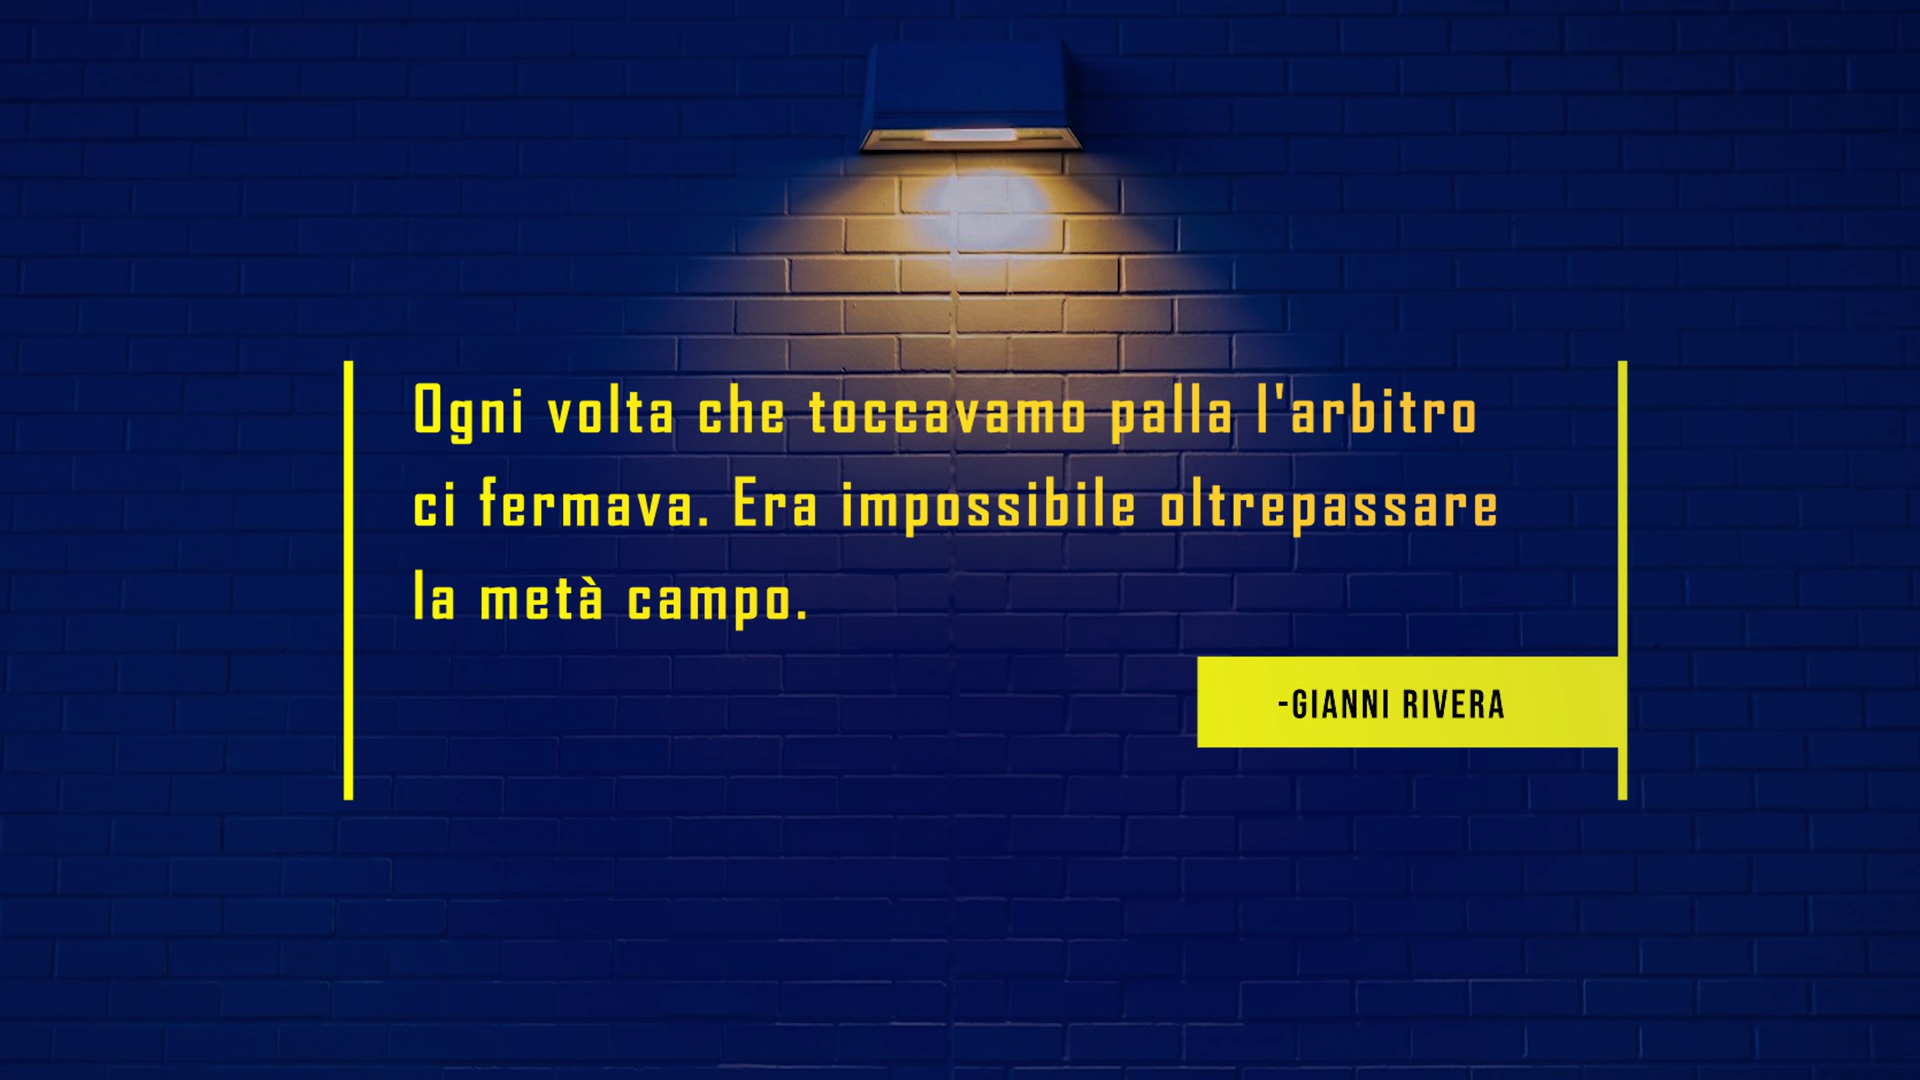 Ogni volta che toccavamo palla l'arbitro
ci fermava. Era impossibile oltrepassare
la metà campo.
-GIANNI RIVERA